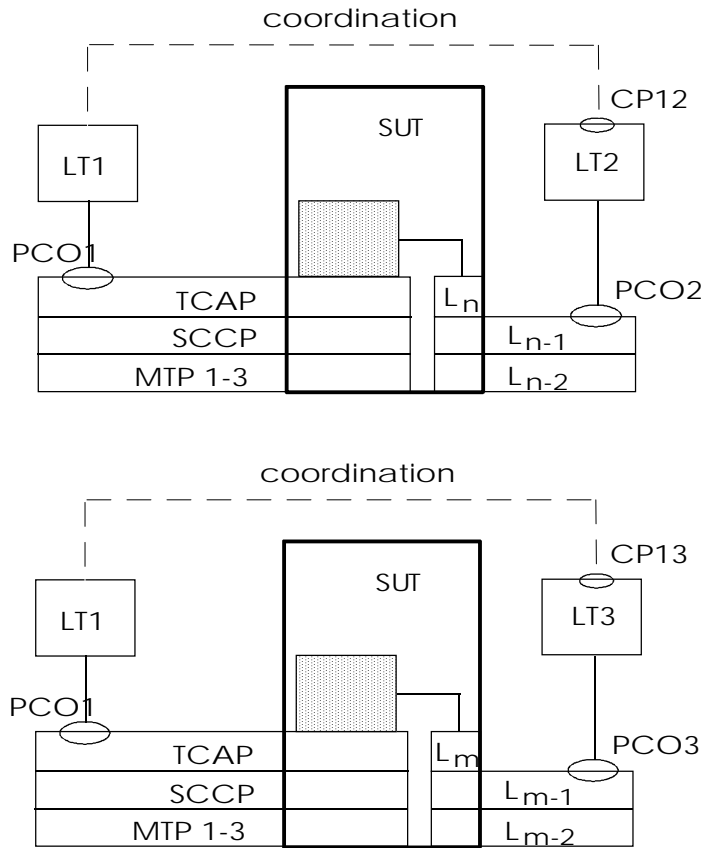 coordination
CP12
SUT
LT1
LT2
PCO1
PCO2
TCAP
Ln
SCCP
Ln-1
MTP 1-3
Ln-2
coordination
CP13
SUT
LT1
LT3
PCO1
PCO3
TCAP
Lm
SCCP
Lm-1
MTP 1-3
Lm-2